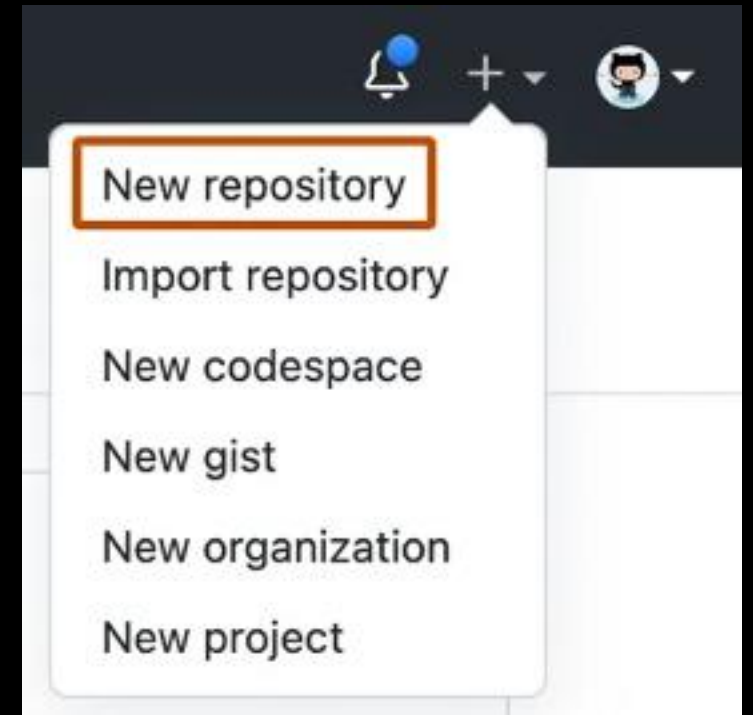 New repository
Import repository
New codespace
New gist
New organization
New project